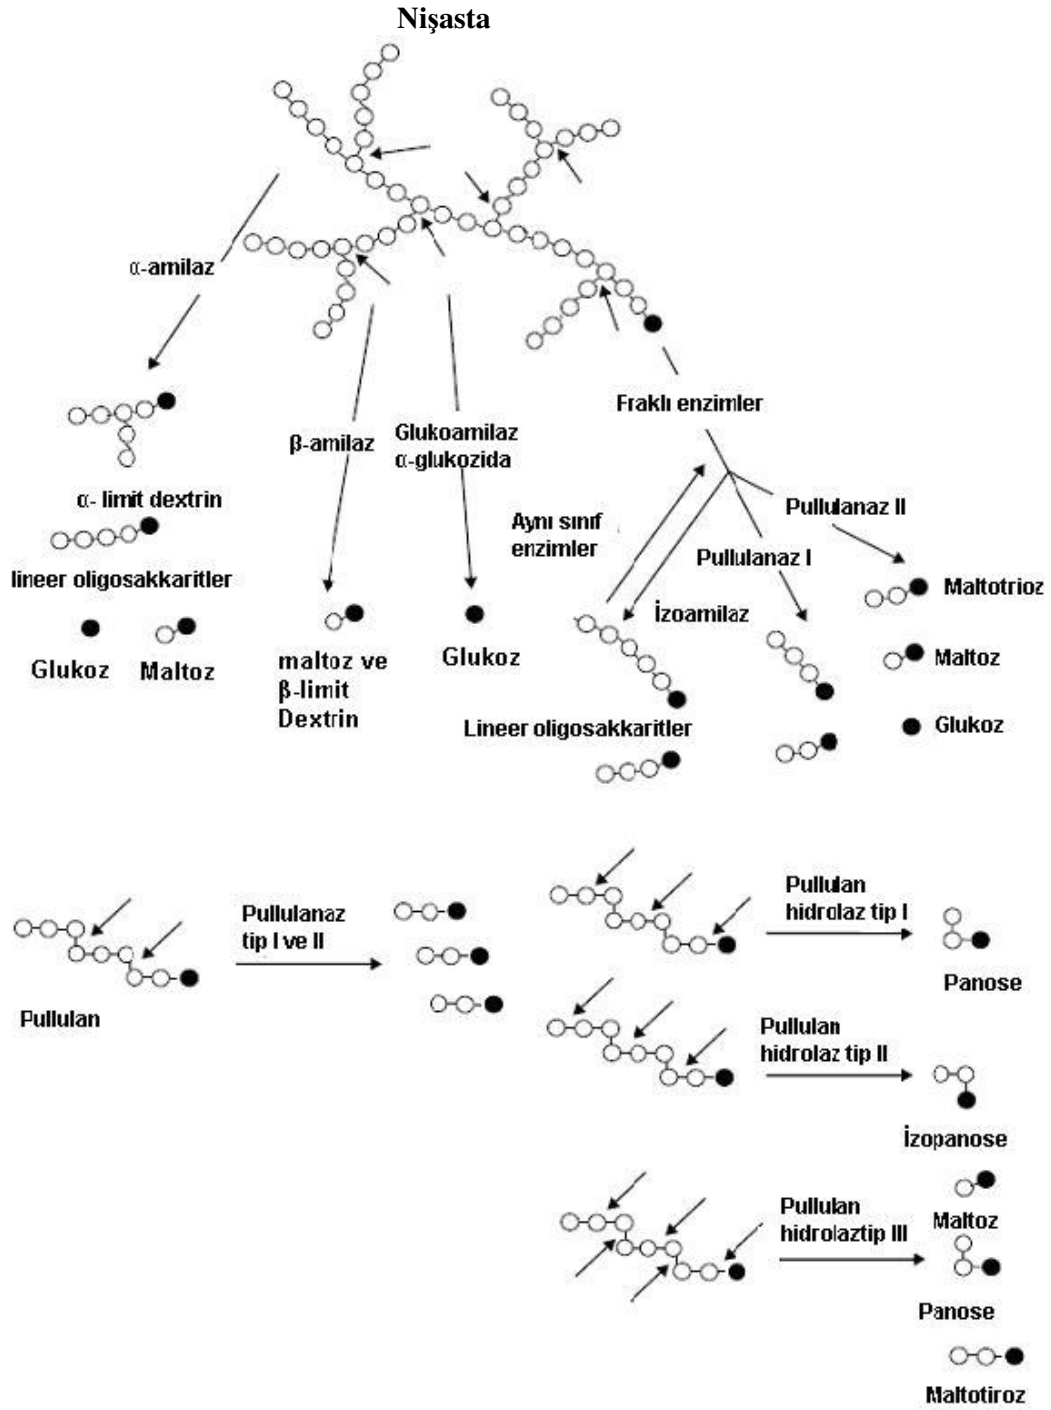 Nişasta
α-amilaz
α- limit dextrin
lineer oligosakkaritler
Glukoz
Maltoz
β-amilaz
maltoz ve
β-limit
Dextrin
Glukoamilaz
α-glukozida
Glukoz
Fraklı enzimler
Aynı sınıf
enzimler
İzoamilaz
Lineer oligosakkaritler
Pullulanaz I
Pullulanaz II
Maltotrioz
Maltoz
Glukoz
Pullulan
Pullulanaz
tip I ve II
Pullulan
hidrolaz tip I
Panose
Pullulan
hidrolaz tip II
İzopanose
Pullulan
hidrolaztip III
Maltoz
Panose
Maltotiroz